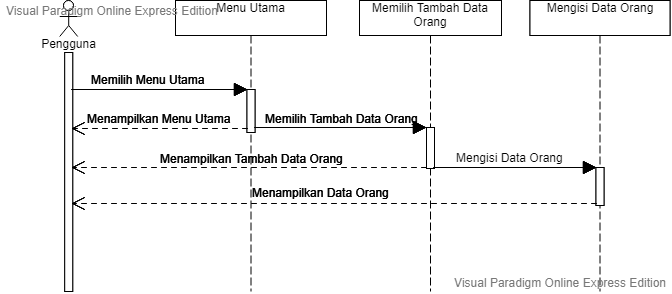 Visual Paradigm Online Express Edition
Menu Utama
Memilih Tambah Data
Orang
Mengisi Data Orang
Pengguna
Memilih Menu Utama
Menampilkan Menu Utama
Memilih Tambah Data Orang
Menampilkan Tambah Data Orang
Mengisi Data Orang
Menampilkan Data Orang
Visual Paradigm Online Express Edition